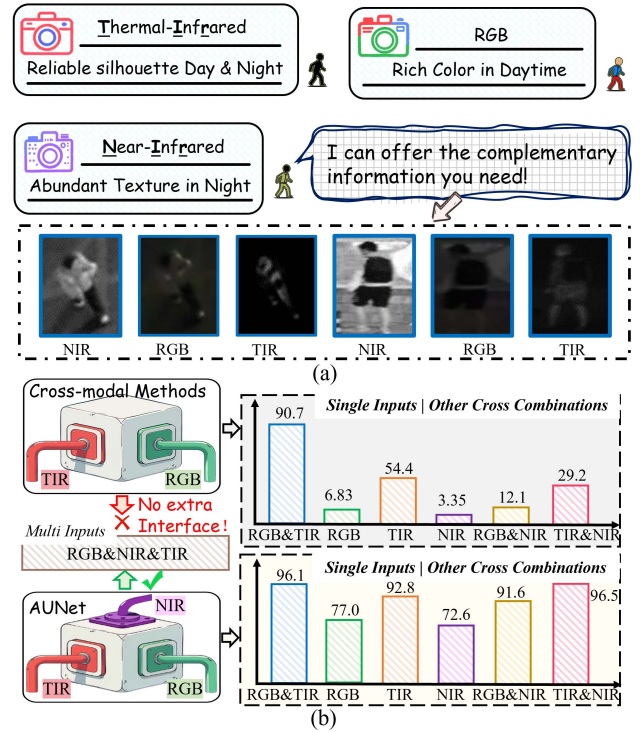 Thermal-Infrared
Reliable silhouette Day & Night
RGB
Rich Color in Daytime
Near-Infrared
Abundant Texture in Night
I can offer the complementary
information you need!
NIR
RGB
TIR
NIR
RGB
TIR
(a)
Cross-modal Methods
TIR
RGB
No extra
Interface!
Multi Inputs
RGB&NIR&TIR
AUNet
NIR
TIR
RGB
Single Inputs | Other Cross Combinations
90.7
6.83
54.4
3.35
12.1
29.2
RGB&TIR
RGB
TIR
NIR
RGB&NIR
TIR&NIR
Single Inputs | Other Cross Combinations
96.1
77.0
92.8
72.6
91.6
96.5
RGB&TIR
RGB
TIR
NIR
RGB&NIR
TIR&NIR
(b)